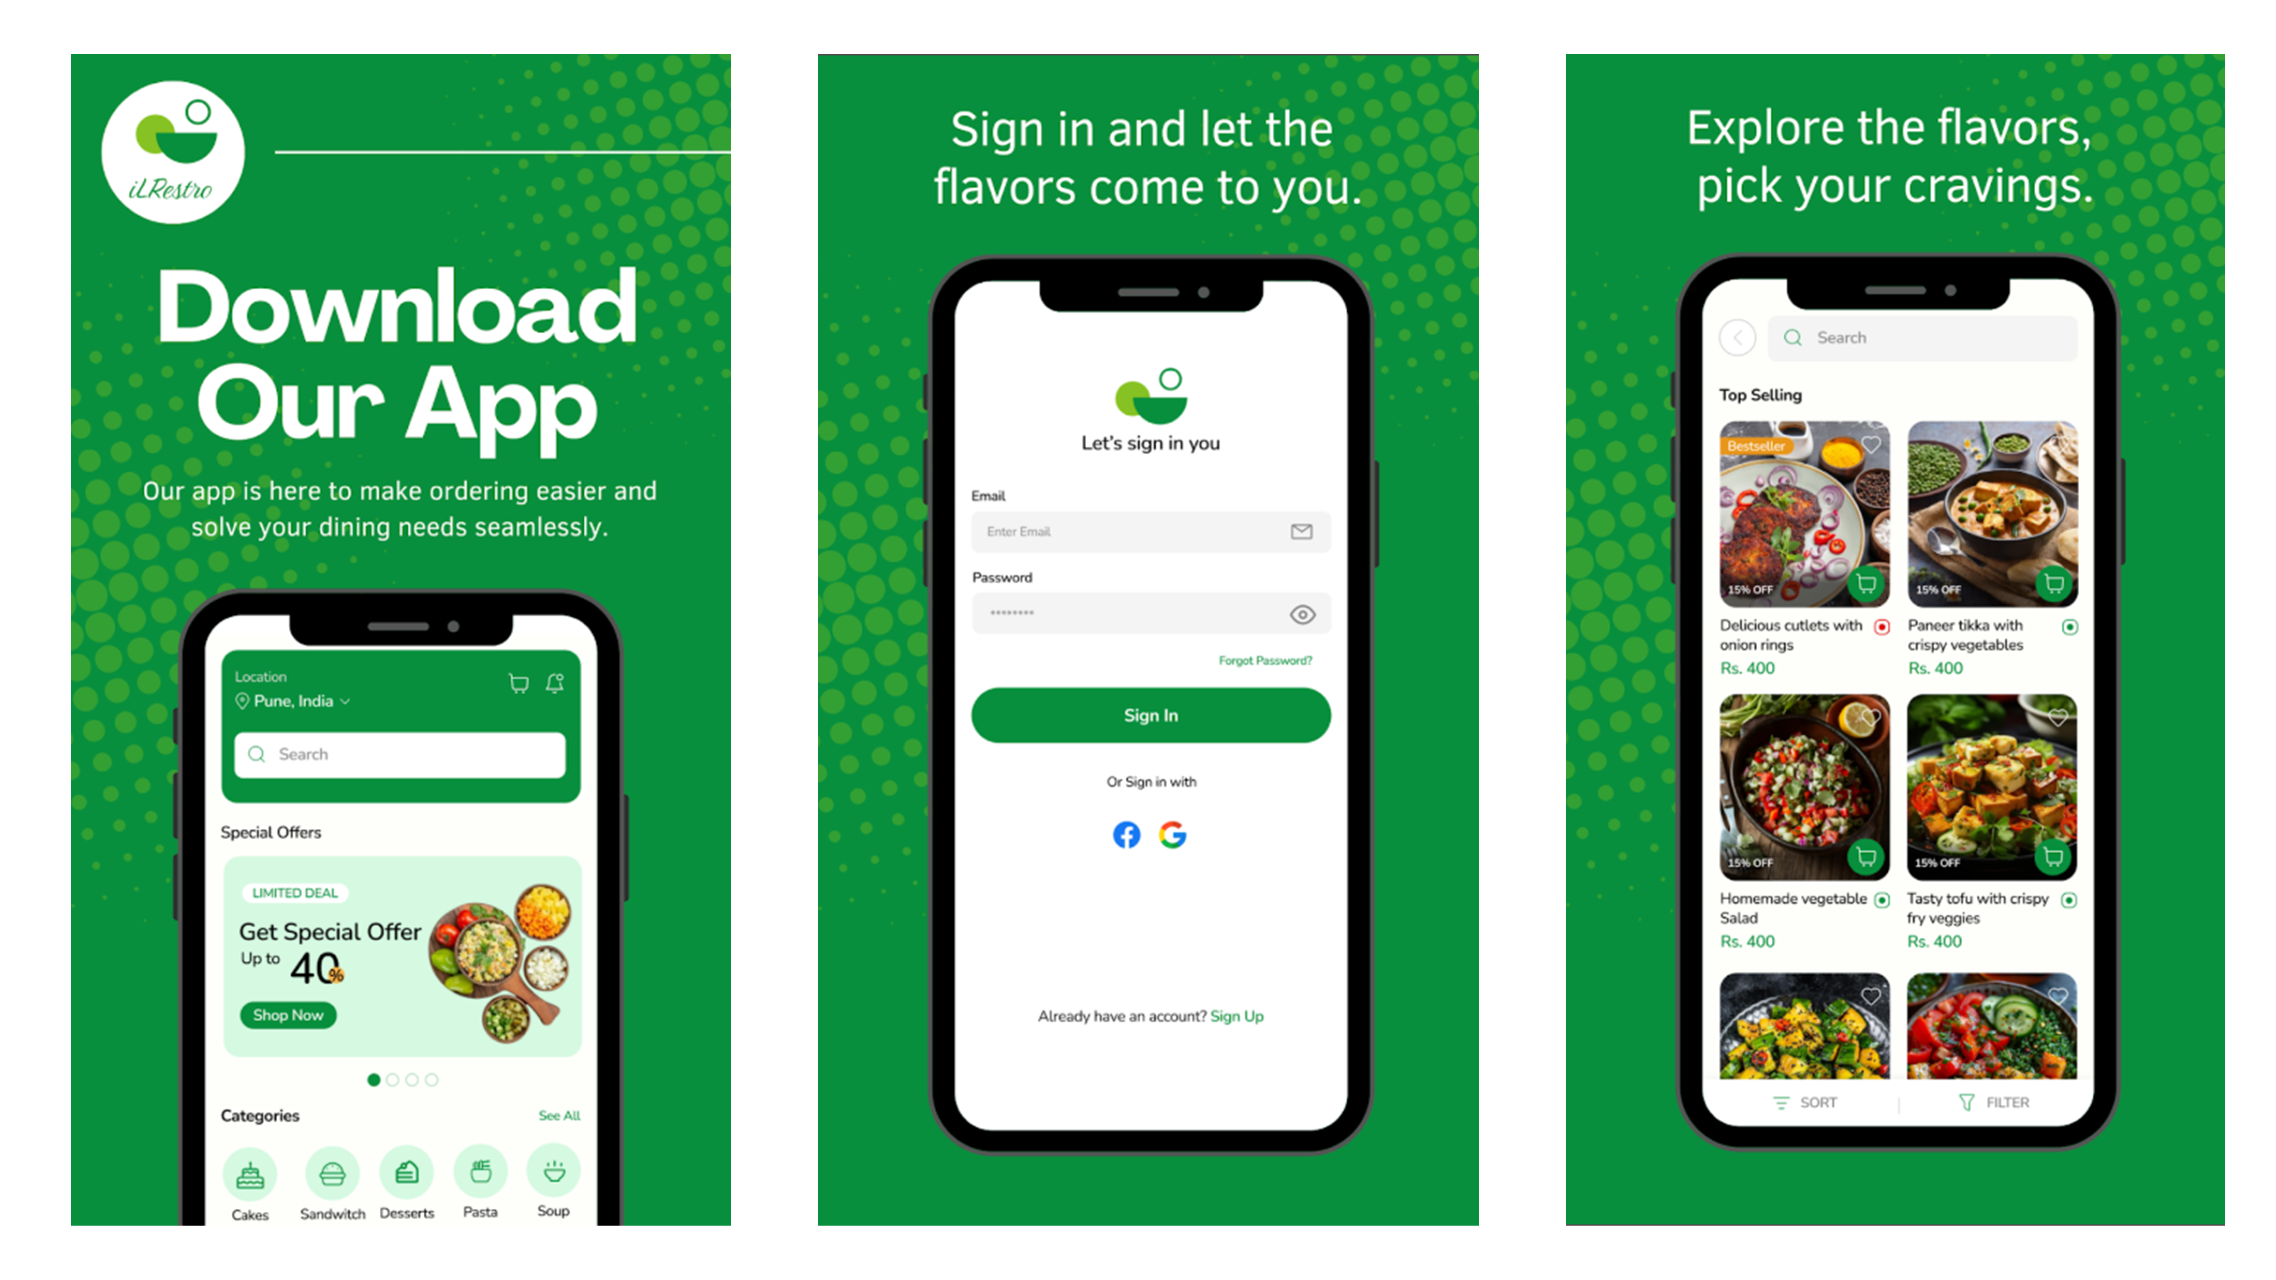 iLRestro
Download
Our App
Our app is here to make ordering easier and
solve your dining needs seamlessly.
Location
Pune, India
Search
Special Offers
LIMITED DEAL
Get Special Offer
Up to 40%
Shop Now
Categories See All
Cakes Sandwitch Desserts Pasta Soup
Sign in and let the
flavors come to you.
Let's sign in you
Email
Enter Email
Password
********
Forgot Password?
Sign In
Or Sign in with
Already have an account? Sign Up
Explore the flavors,
pick your cravings.
Search
Top Selling
Bestseller
15% OFF
15% OFF
Delicious cutlets with
onion rings
Rs. 400
Paneer tikka with
crispy vegetables
Rs. 400
15% OFF
15% OFF
Homemade vegetable
Salad
Rs. 400
Tasty tofu with crispy
fry veggies
Rs. 400
SORT
FILTER